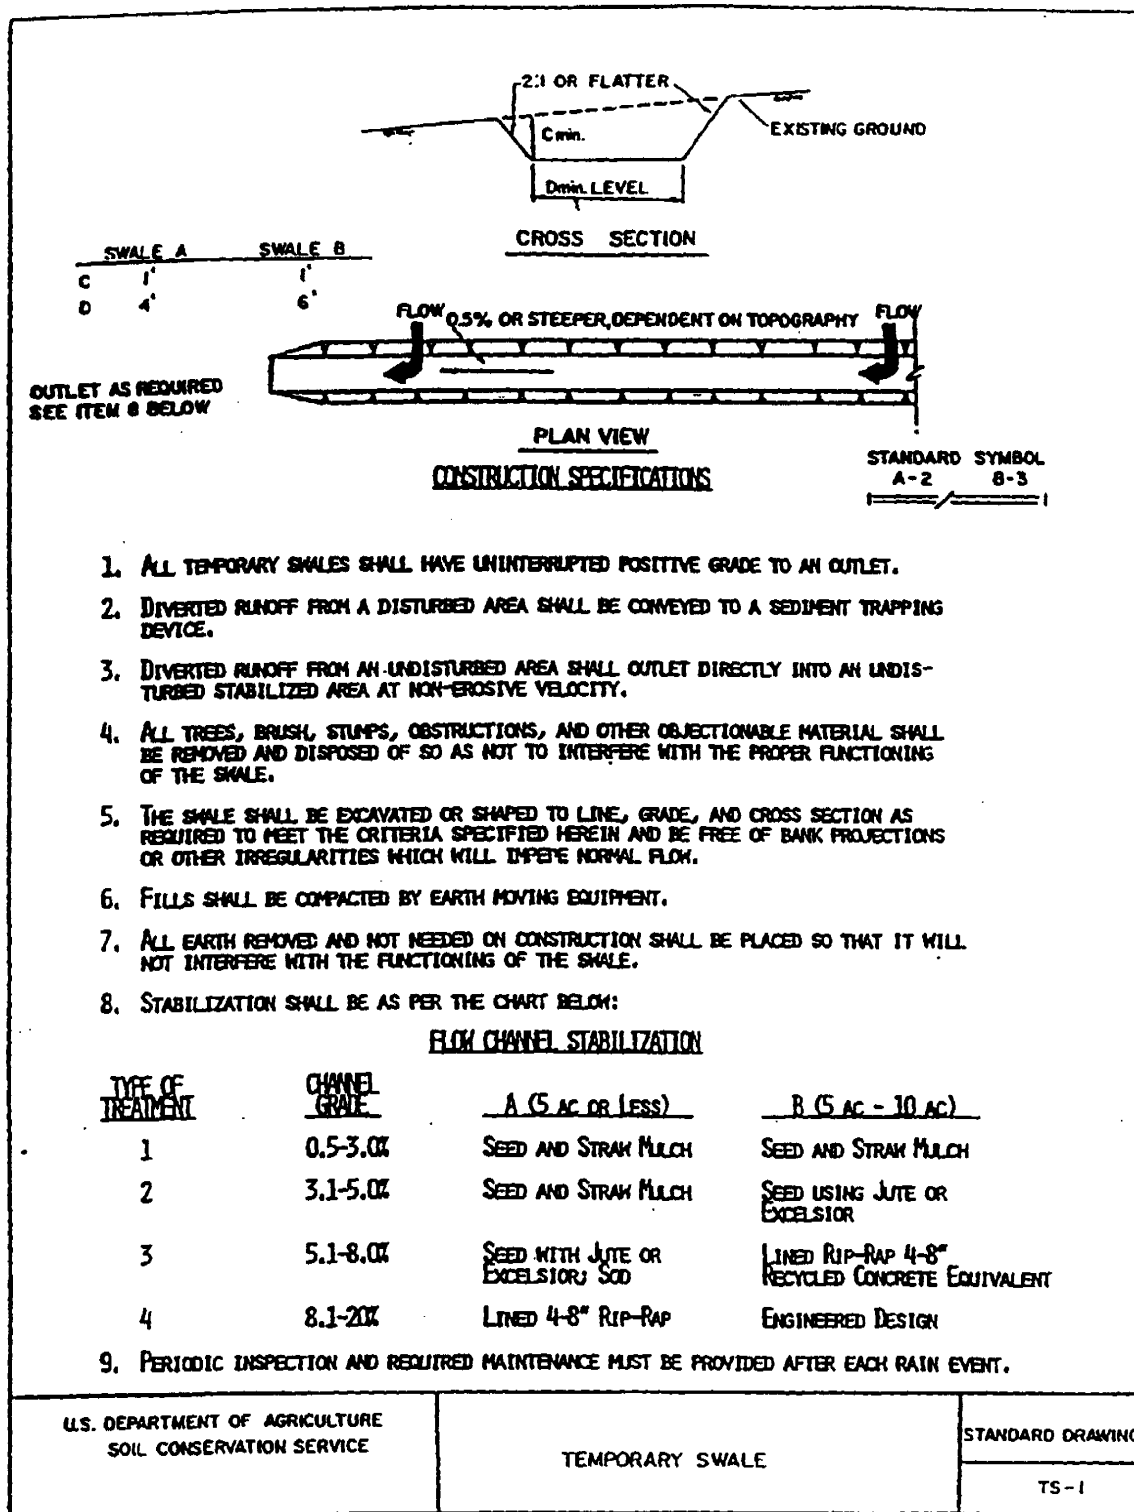 2:1 OR FLATTER
Cmin.
EXISTING GROUND
Dmin. LEVEL
CROSS SECTION
SWALE A SWALE B
C 1' 1'
D 4' 6'
FLOW 0.5% OR STEEPER, DEPENDENT ON TOPOGRAPHY FLOW
OUTLET AS REQUIRED
SEE ITEM 8 BELOW
PLAN VIEW
STANDARD SYMBOL
A-2 B-3
CONSTRUCTION SPECIFICATIONS
1. ALL TEMPORARY SWALES SHALL HAVE UNINTERRUPTED POSITIVE GRADE TO AN OUTLET.
2. DIVERTED RUNOFF FROM A DISTURBED AREA SHALL BE CONVEYED TO A SEDIMENT TRAPPING
DEVICE.
3. DIVERTED RUNOFF FROM AN UNDISTURBED AREA SHALL OUTLET DIRECTLY INTO AN UNDIS-
TURBED STABILIZED AREA AT NON-EROSIVE VELOCITY.
4. ALL TREES, BRUSH, STUMPS, OBSTRUCTIONS, AND OTHER OBJECTIONABLE MATERIAL SHALL
BE REMOVED AND DISPOSED OF SO AS NOT TO INTERFERE WITH THE PROPER FUNCTIONING
OF THE SWALE.
5. THE SWALE SHALL BE EXCAVATED OR SHAPED TO LINE, GRADE, AND CROSS SECTION AS
REQUIRED TO MEET THE CRITERIA SPECIFIED HEREIN AND BE FREE OF BANK PROJECTIONS
OR OTHER IRREGULARITIES WHICH WILL IMPEDE NORMAL FLOW.
6. FILLS SHALL BE COMPACTED BY EARTH MOVING EQUIPMENT.
7. ALL EARTH REMOVED AND NOT NEEDED ON CONSTRUCTION SHALL BE PLACED SO THAT IT WILL
NOT INTERFERE WITH THE FUNCTIONING OF THE SWALE.
8. STABILIZATION SHALL BE AS PER THE CHART BELOW:
FLOW CHANNEL STABILIZATION
TYPE OF CHANNEL
TREATMENT GRADE A (5 AC OR LESS) B (5 AC - 10 AC)
1 0.5-3.0% SEED AND STRAW MULCH SEED AND STRAW MULCH
2 3.1-5.0% SEED AND STRAW MULCH SEED USING JUTE OR
EXCELSIOR
3 5.1-8.0% SEED WITH JUTE OR LINED RIP-RAP 4-8"
EXCELSIOR; SOD RECYCLED CONCRETE EQUIVALENT
4 8.1-20% LINED 4-8" RIP-RAP ENGINEERED DESIGN
9. PERIODIC INSPECTION AND REQUIRED MAINTENANCE MUST BE PROVIDED AFTER EACH RAIN EVENT.
U.S. DEPARTMENT OF AGRICULTURE
SOIL CONSERVATION SERVICE
TEMPORARY SWALE
STANDARD DRAWING
TS-1